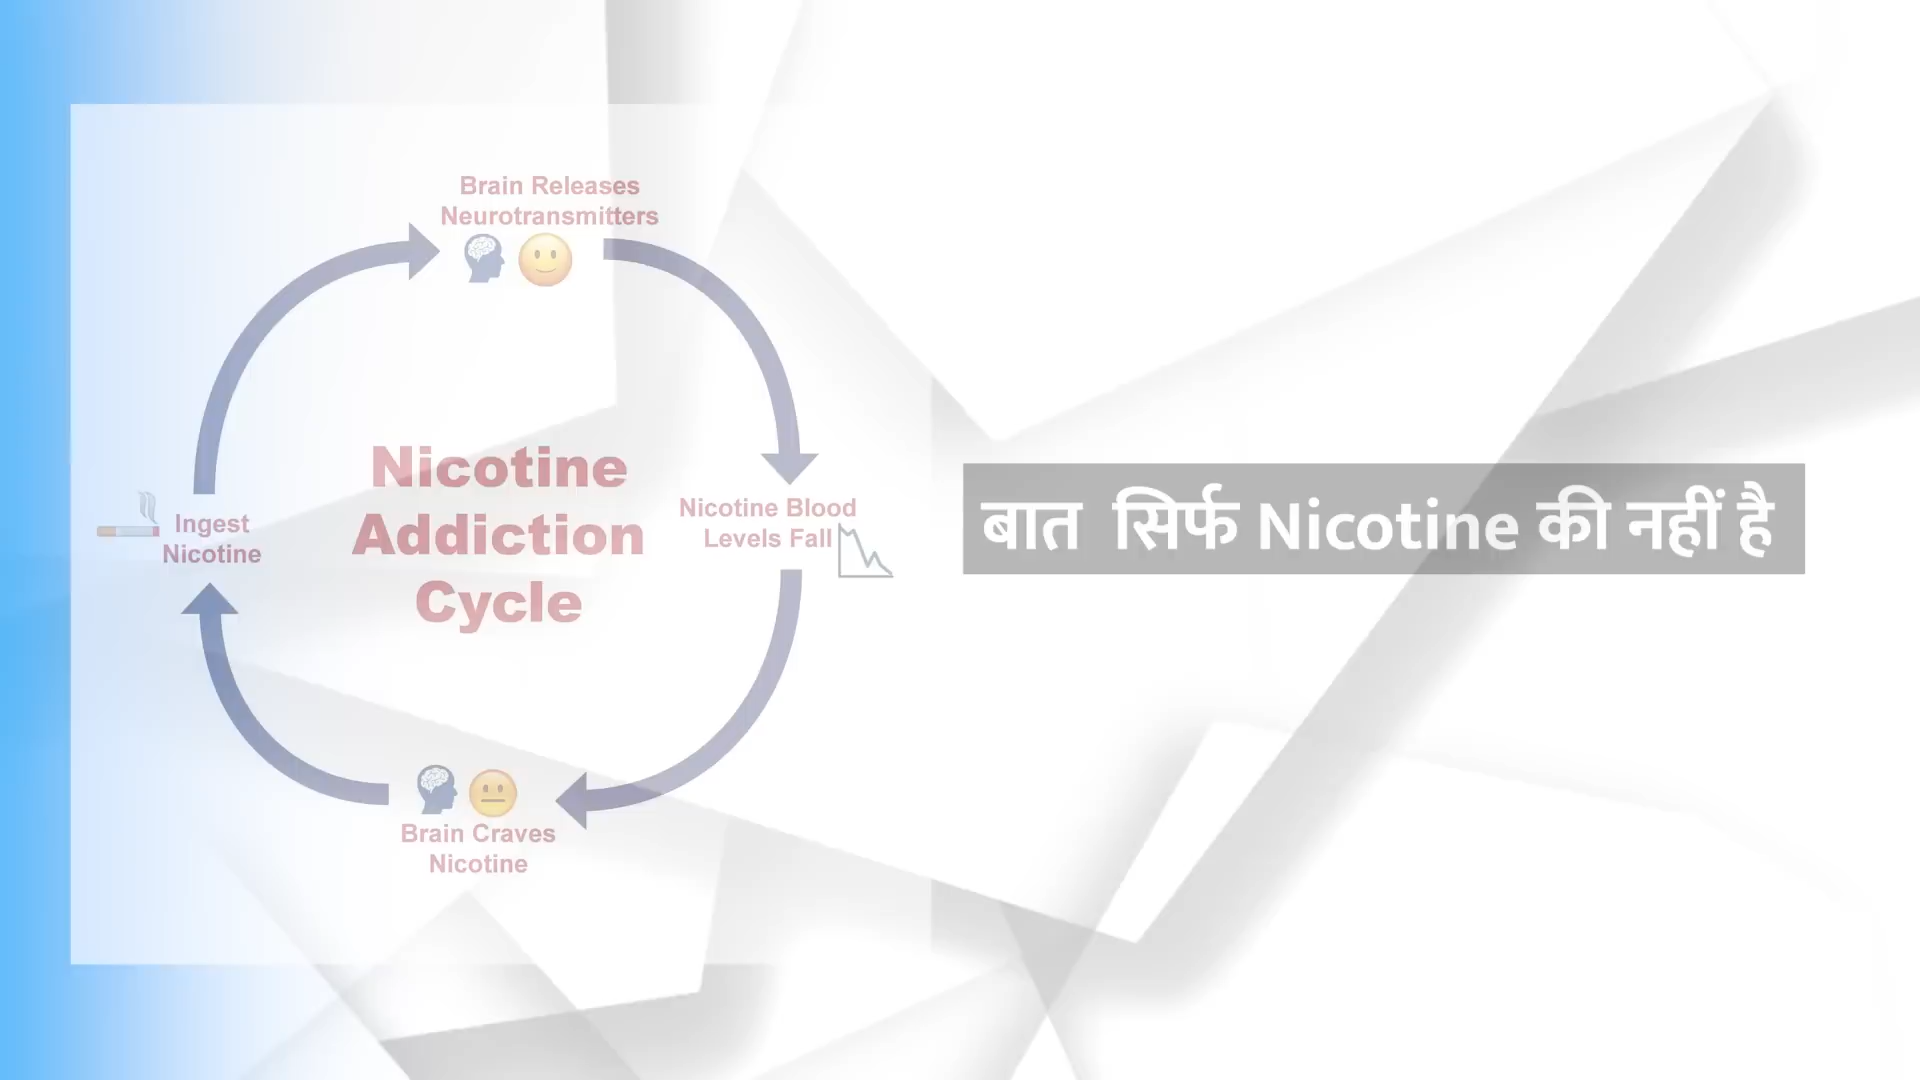 Brain Releases
Neurotransmitters
Nicotine
Addiction
Cycle
Nicotine Blood
Levels Fall
Ingest
Nicotine
Brain Craves
Nicotine
बात सिर्फ Nicotine की नहीं है